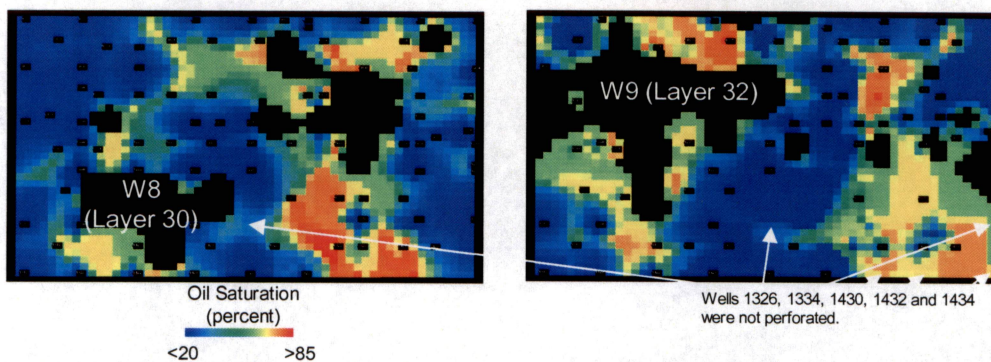 W8
(Layer 30)
W9 (Layer 32)
Oil Saturation
(percent)
<20 >85
Wells 1326, 1334, 1430, 1432 and 1434
were not perforated.